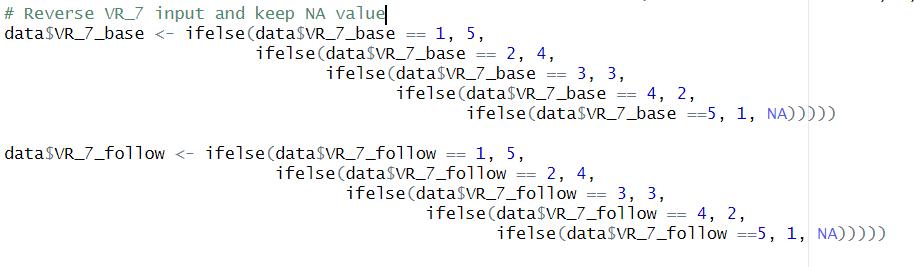 # Reverse VR_7 input and keep NA value
data$VR_7_base <- ifelse(data$VR_7_base == 1, 5,
ifelse(data$VR_7_base == 2, 4,
ifelse(data$VR_7_base == 3, 3,
ifelse(data$VR_7_base == 4, 2,
ifelse(data$VR_7_base ==5, 1, NA)))))
data$VR_7_follow <- ifelse(data$VR_7_follow == 1, 5,
ifelse(data$VR_7_follow == 2, 4,
ifelse(data$VR_7_follow == 3, 3,
ifelse(data$VR_7_follow == 4, 2,
ifelse(data$VR_7_follow ==5, 1, NA)))))